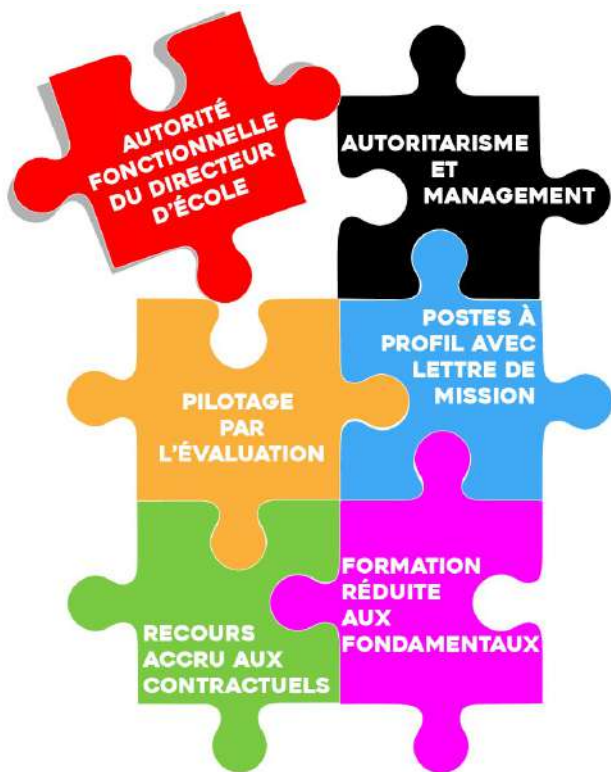 AUTORITÉ
FONCTIONNELLE
DU DIRECTEUR
D'ÉCOLE
AUTORITARISME
ET
MANAGEMENT
PILOTAGE
PAR
L'ÉVALUATION
POSTES À
PROFIL AVEC
LETTRE DE
MISSION
RECOURS
ACCRU AUX
CONTRACTUELS
FORMATION
RÉDUITE
AUX
FONDAMENTAUX